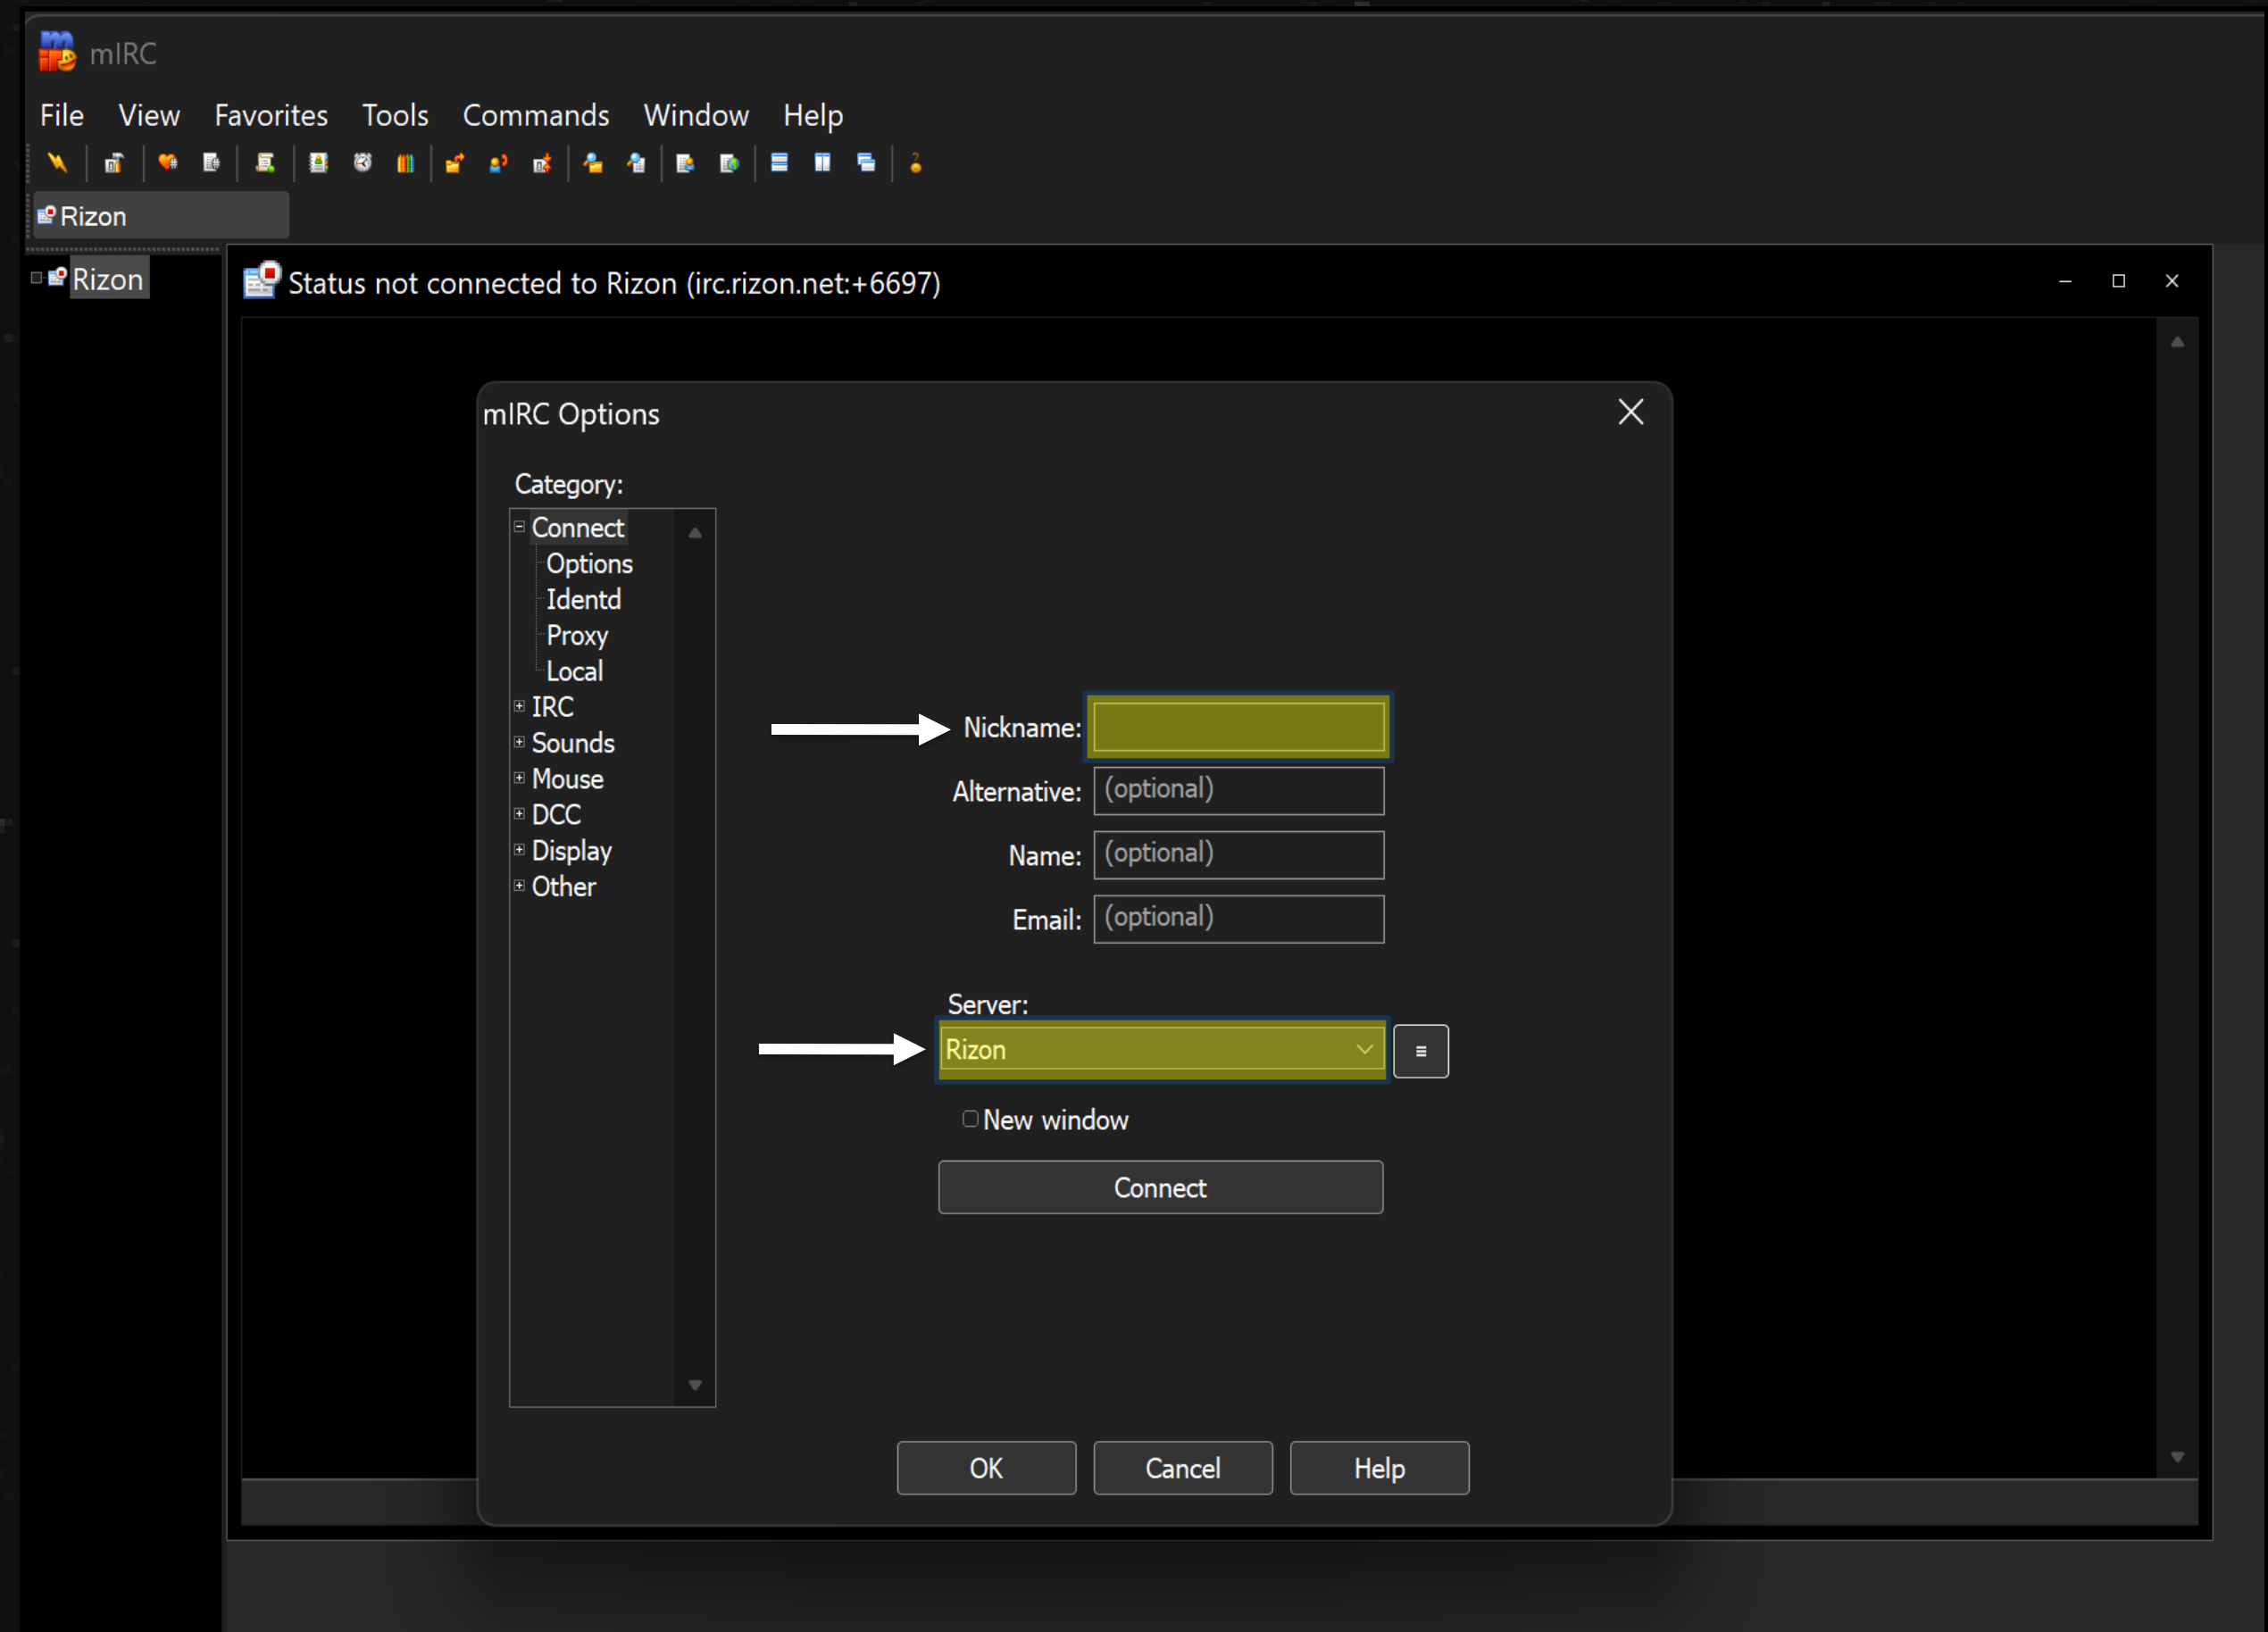 mIRC
File View Favorites Tools Commands Window Help
Rizon
Rizon
Status not connected to Rizon (irc.rizon.net:+6697)
mIRC Options
Category:
Connect
Options
Identd
Proxy
Local
IRC
Sounds
Mouse
DCC
Display
Other
Nickname:
Alternative: (optional)
Name: (optional)
Email: (optional)
Server:
Rizon
New window
Connect
OK Cancel Help